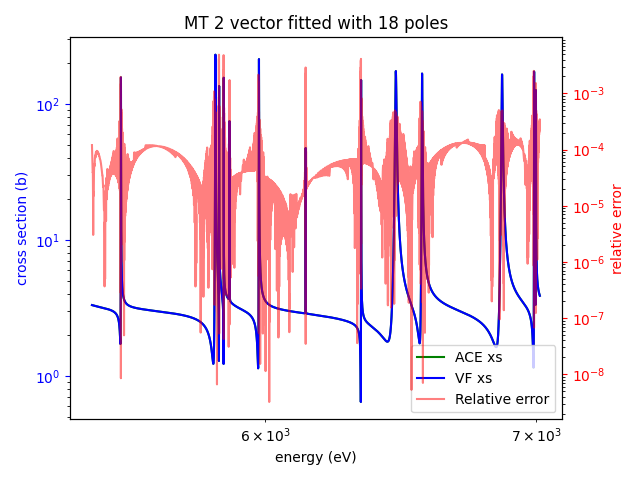 MT 2 vector fitted with 18 poles
cross section (b)
10²
10¹
10⁰
10⁻³
10⁻⁴
10⁻⁵
10⁻⁶
10⁻⁷
10⁻⁸
relative error
ACE xs
VF xs
Relative error
6 × 10³
7 × 10³
energy (eV)